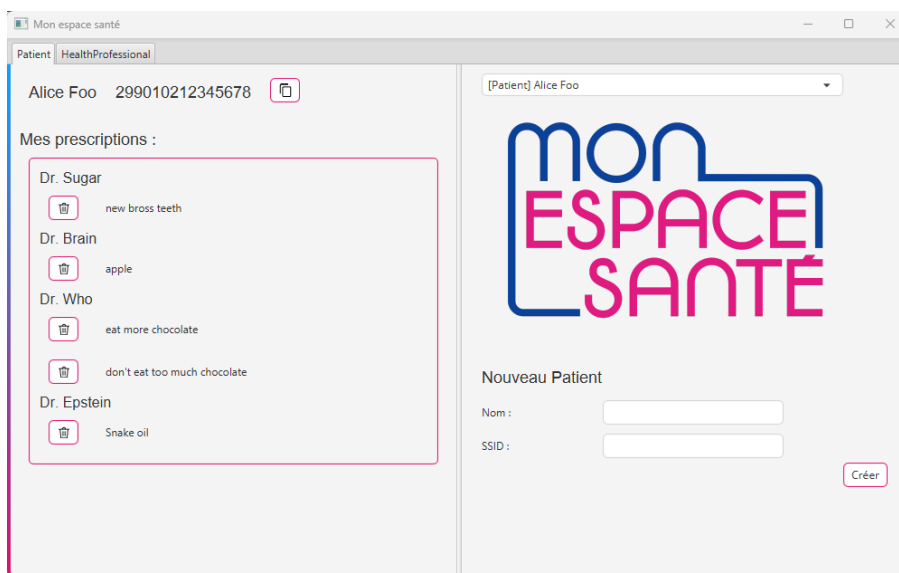 Mon espace santé
Patient HealthProfessional
Alice Foo 299010212345678
Mes prescriptions :
Dr. Sugar
new bross teeth
Dr. Brain
apple
Dr. Who
eat more chocolate
don't eat too much chocolate
Dr. Epstein
Snake oil
[Patient] Alice Foo
MON
ESPACE
SANTÉ
Nouveau Patient
Nom :
SSID :
Créer